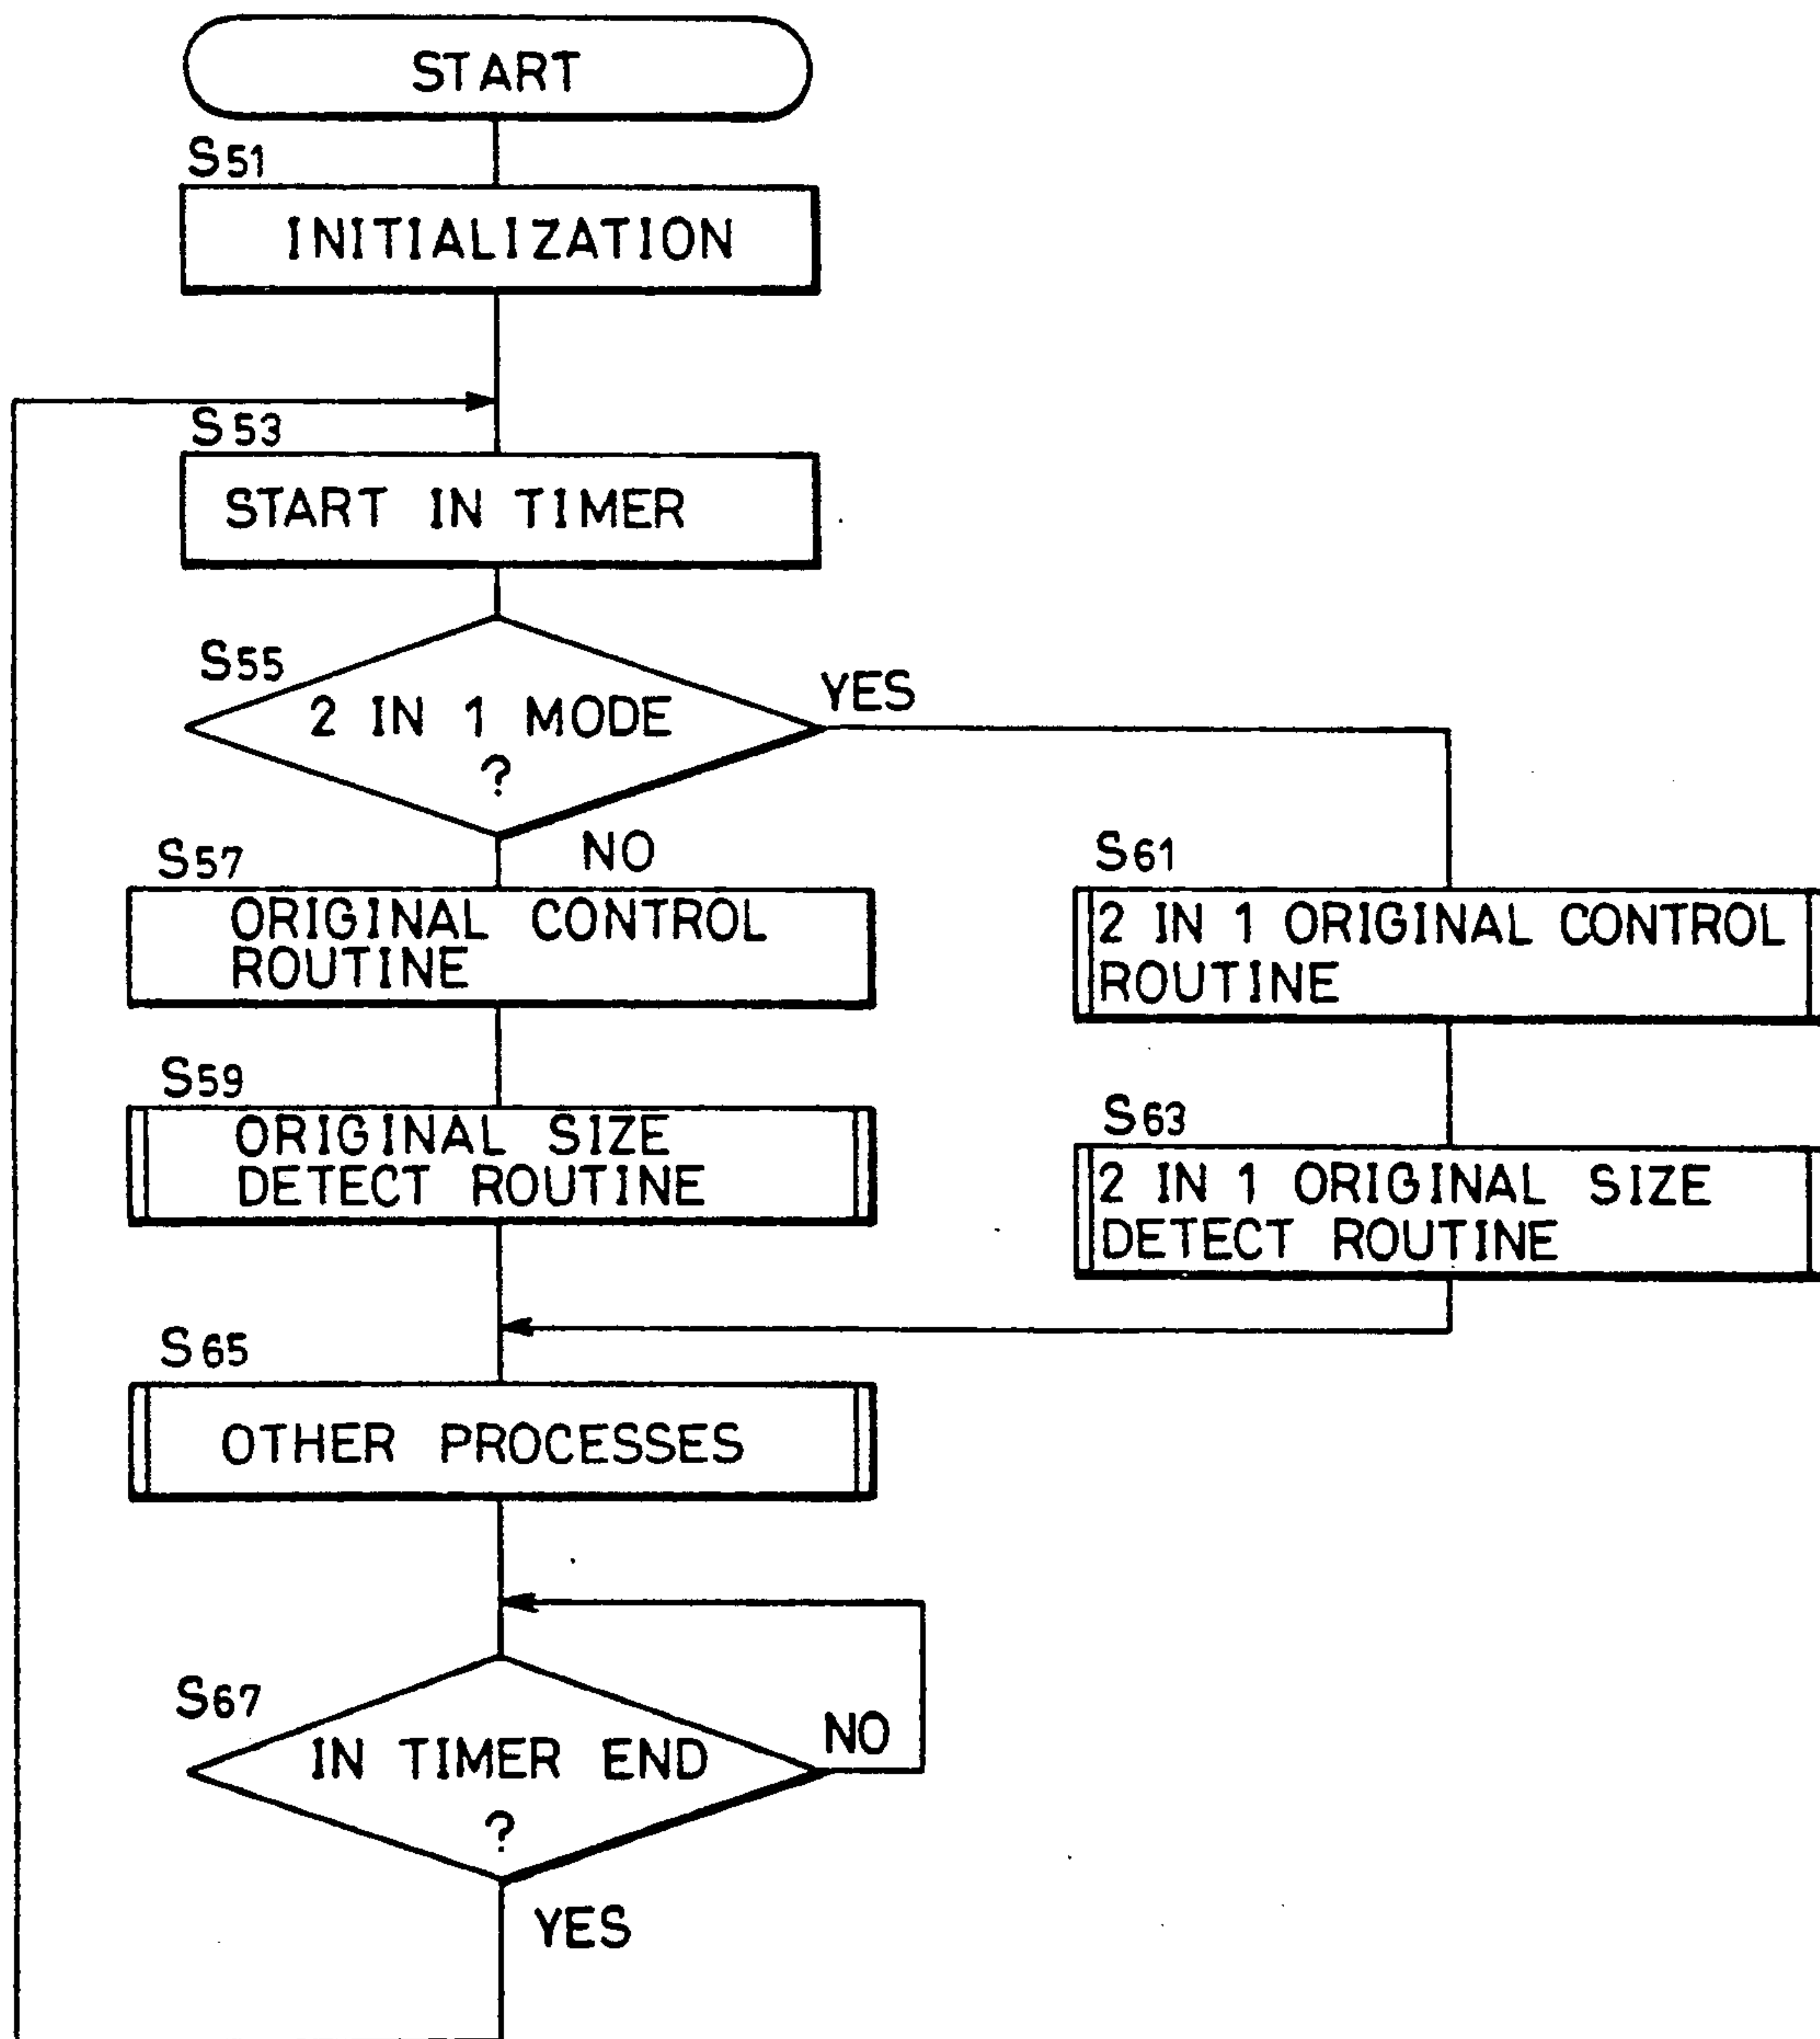 START
S51
INITIALIZATION
S53
START IN TIMER
S55
2 IN 1 MODE
?
YES
NO
S57
ORIGINAL CONTROL
ROUTINE
S61
2 IN 1 ORIGINAL CONTROL
ROUTINE
S59
ORIGINAL SIZE
DETECT ROUTINE
S63
2 IN 1 ORIGINAL SIZE
DETECT ROUTINE
S65
OTHER PROCESSES
S67
IN TIMER END
?
NO
YES